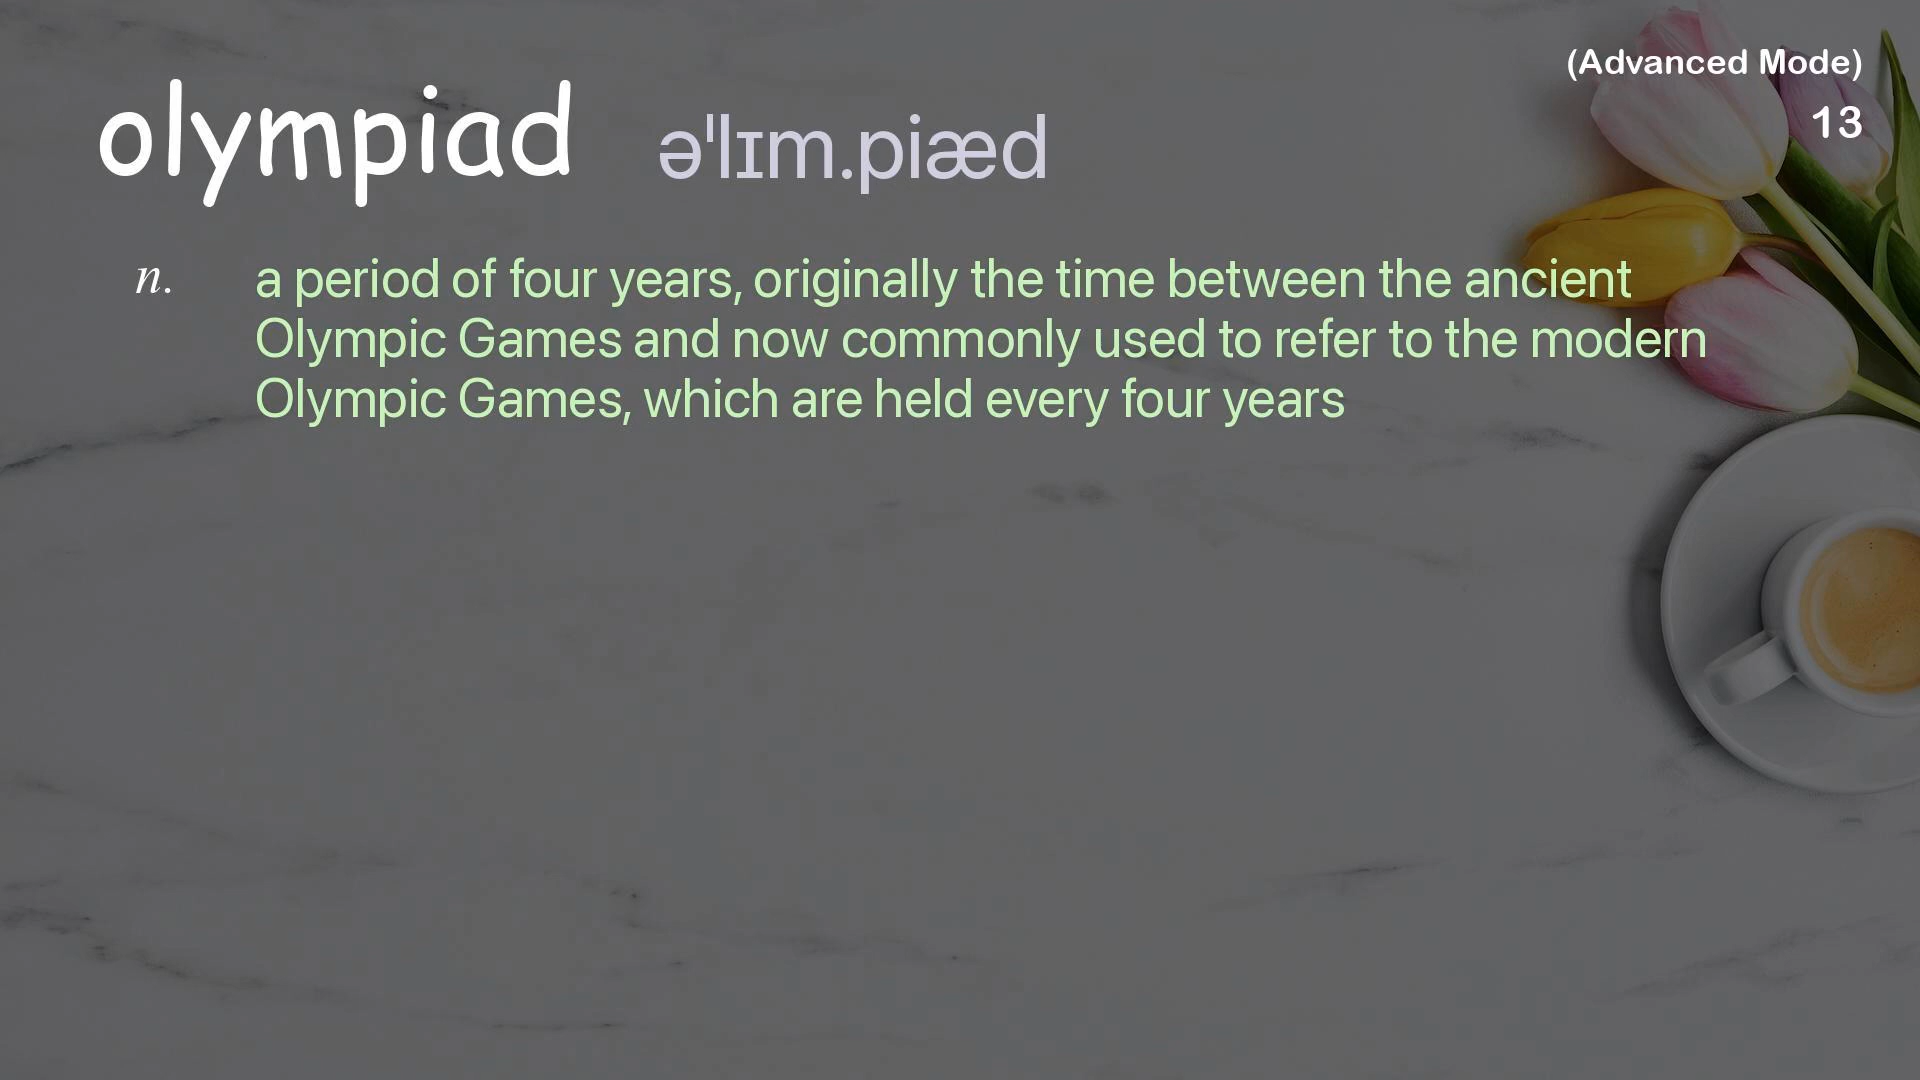 (Advanced Mode)
olympiad əˈlɪm.piæd
13
n. a period of four years, originally the time between the ancient
Olympic Games and now commonly used to refer to the modern
Olympic Games, which are held every four years